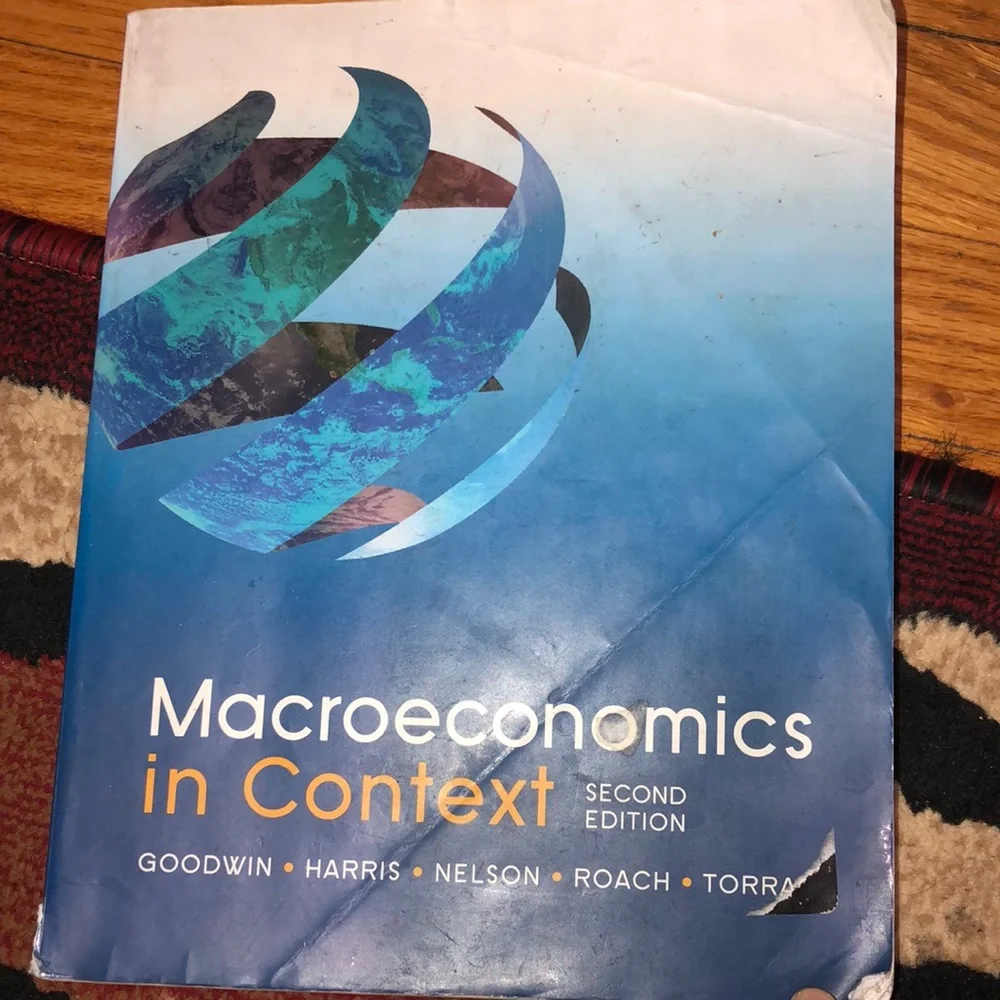 Macroeconomics
in Context
SECOND
EDITION
GOODWIN • HARRIS • NELSON • ROACH • TORRA